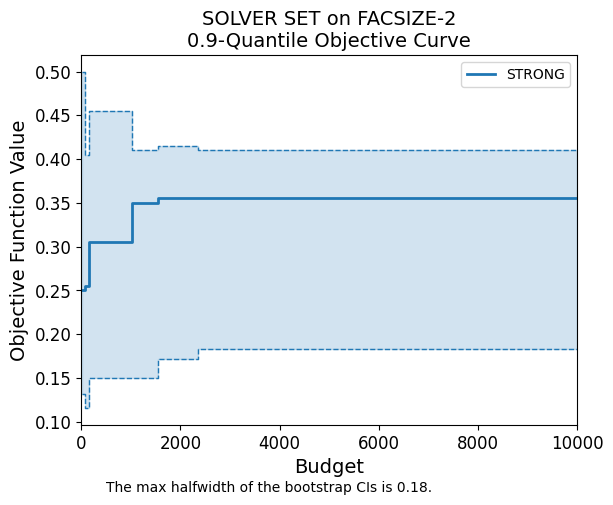 SOLVER SET on FACSIZE-2
0.9-Quantile Objective Curve
STRONG
Objective Function Value
0.50
0.45
0.40
0.35
0.30
0.25
0.20
0.15
0.10
0
2000
4000
6000
8000
10000
Budget
The max halfwidth of the bootstrap CIs is 0.18.